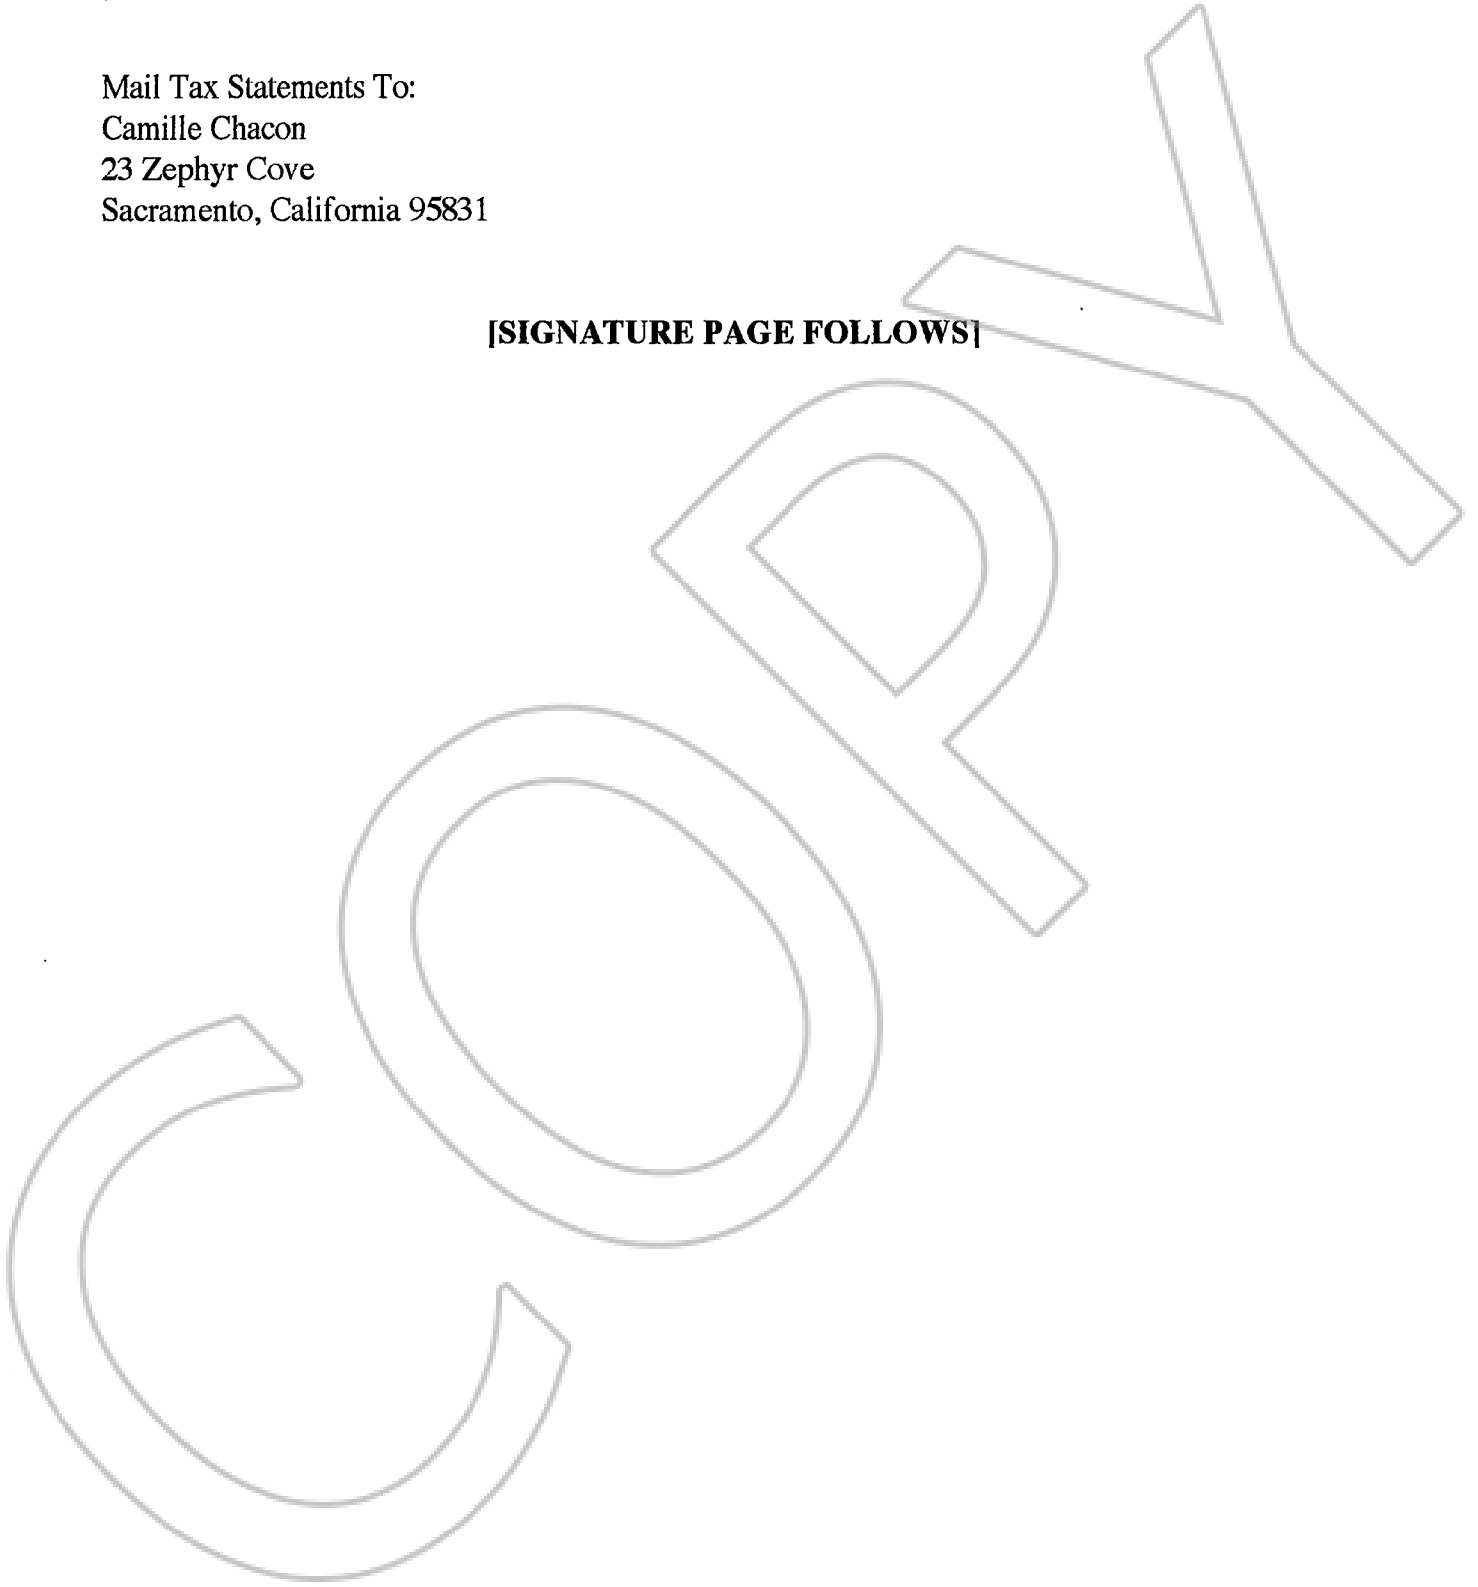 Mail Tax Statements To:
Camille Chacon
23 Zephyr Cove
Sacramento, California 95831
[SIGNATURE PAGE FOLLOWS]
COPY